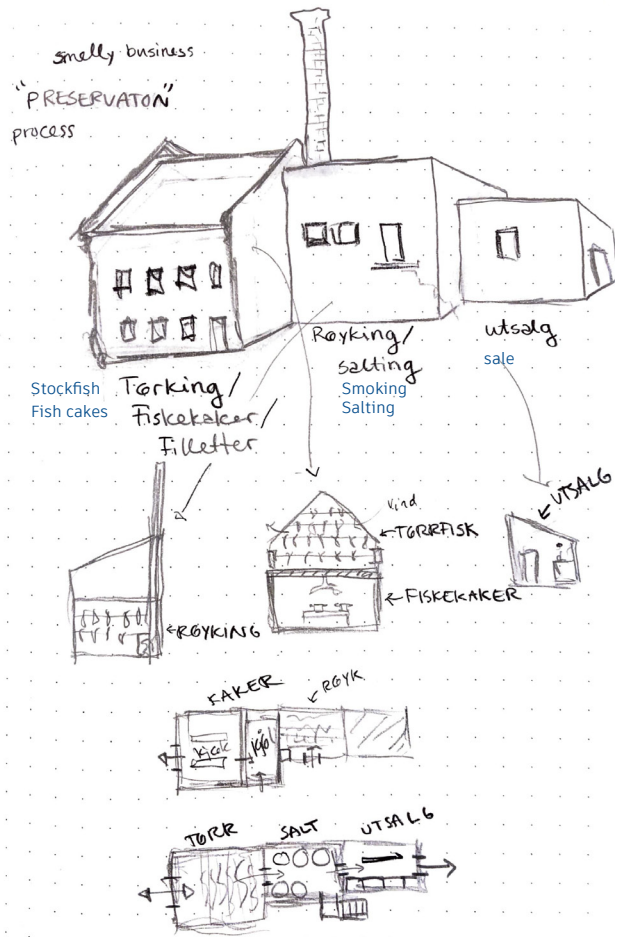 smelly business
"PRESERVATON"
process
Røyking/
salting
utsalg
sale
Stockfish
Fish cakes
Tørking/
Fiskekaker/
Filletter
Smoking
Salting
UTSALG
Vind
TØRRFISK
FISKEKAKER
RØYKING
KAKER
RØYK
kjøl
TØRR
SALT
UTSALG